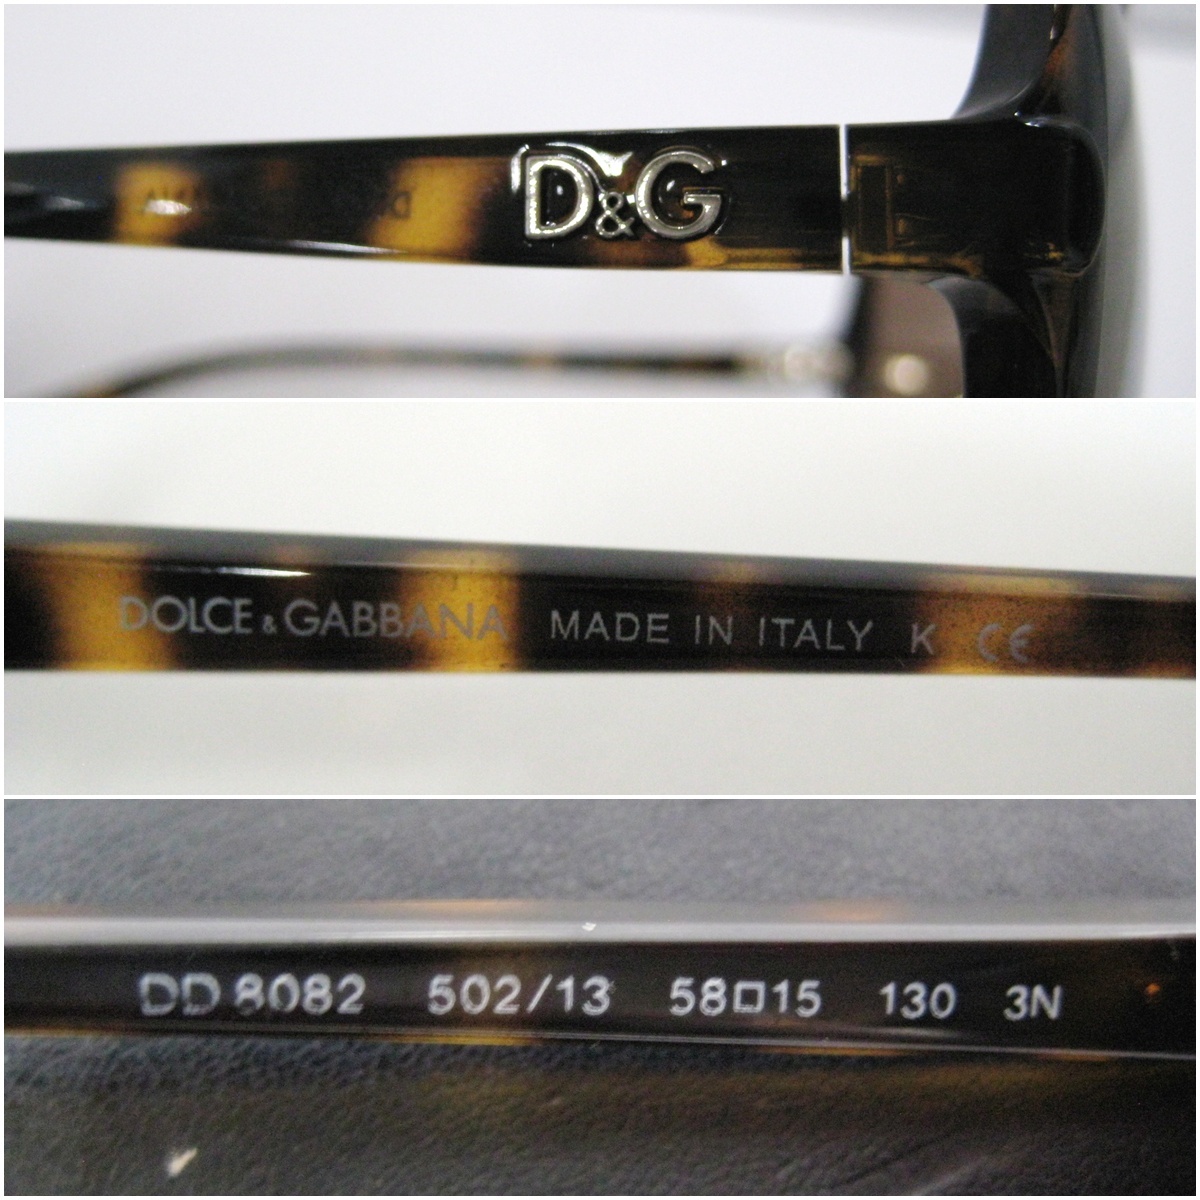 D&G
DOLCE & GABBANA MADE IN ITALY K CE
DD 8082 502/13 58□15 130 3N